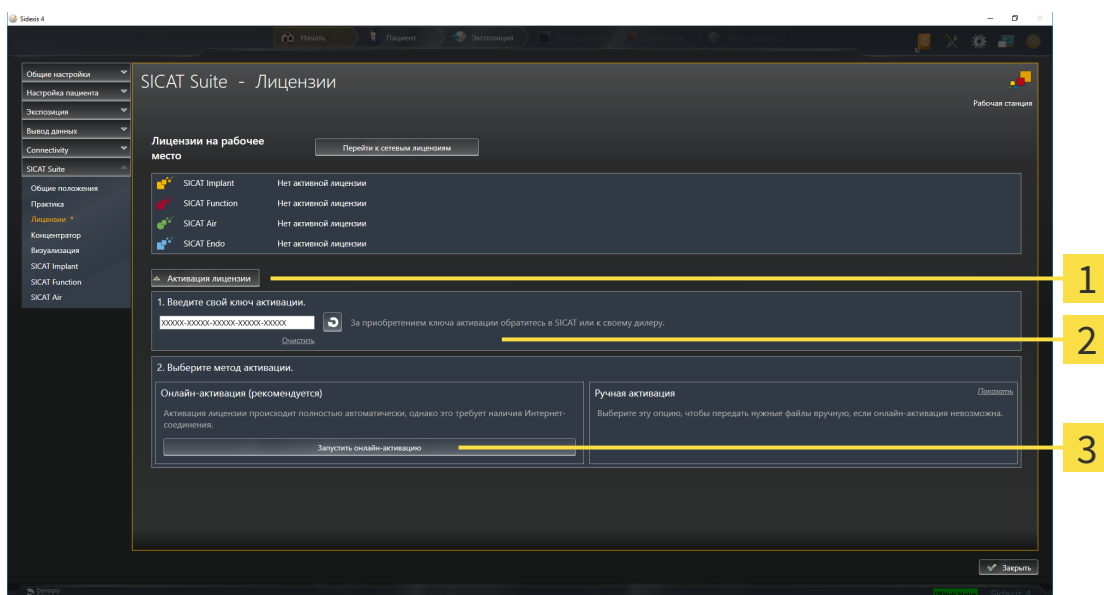 Sidexis 4
Начать
Пациент
Экспозиция
Общие настройки
Настройка пациента
Экспозиция
Вывод данных
Connectivity
SICAT Suite
Общие положения
Практика
Лицензии *
Концентратор
Визуализация
SICAT Implant
SICAT Function
SICAT Air
SICAT Suite - Лицензии
Рабочая станция
Лицензии на рабочее
место
Перейти к сетевым лицензиям
SICAT Implant Нет активной лицензии
SICAT Function Нет активной лицензии
SICAT Air Нет активной лицензии
SICAT Endo Нет активной лицензии
Активация лицензии
1
1. Введите свой ключ активации.
XXXXX-XXXXX-XXXXX-XXXXX-XXXXX
За приобретением ключа активации обратитесь в SICAT или к своему дилеру.
Очистить
2
2. Выберите метод активации.
Онлайн-активация (рекомендуется)
Активация лицензии происходит полностью автоматически, однако это требует наличия Интернет-
соединения.
Запустить онлайн-активацию
Ручная активация
Показать
Выберите эту опцию, чтобы передать нужные файлы вручную, если онлайн-активация невозможна.
3
Закрыть
Sidexis 4